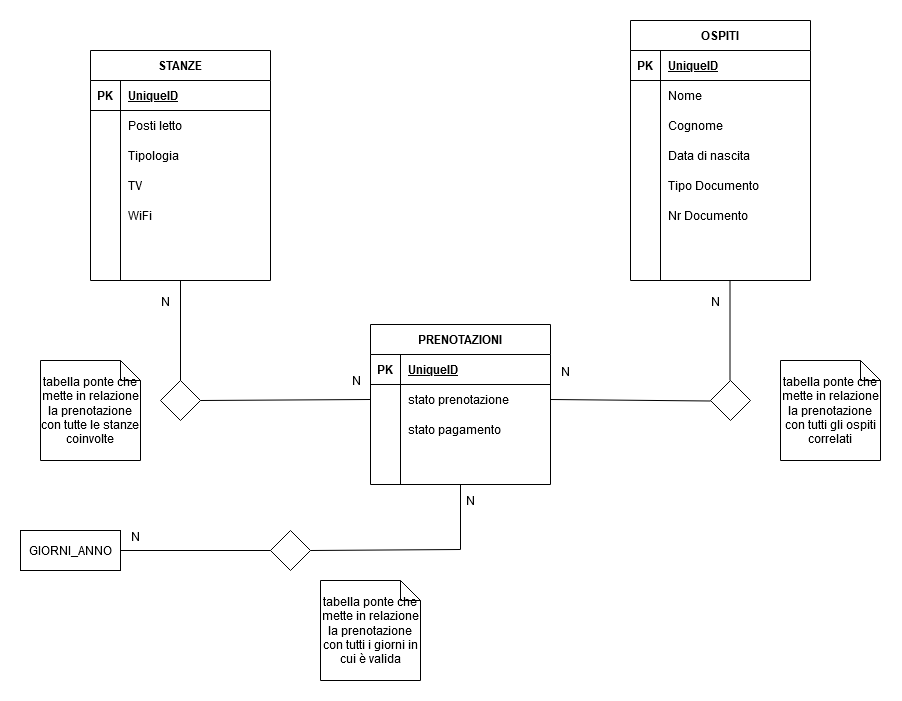 STANZE
PK UniqueID
Posti letto
Tipologia
TV
WiFi
N
OSPITI
PK UniqueID
Nome
Cognome
Data di nascita
Tipo Documento
Nr Documento
N
PRENOTAZIONI
PK UniqueID
stato prenotazione
stato pagamento
N
N
N
tabella ponte che
mette in relazione
la prenotazione
con tutte le stanze
coinvolte
tabella ponte che
mette in relazione
la prenotazione
con tutti gli ospiti
correlati
GIORNI_ANNO
N
tabella ponte che
mette in relazione
la prenotazione
con tutti i giorni in
cui è valida